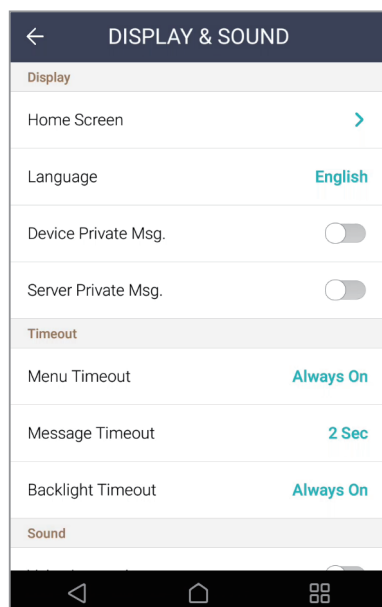 DISPLAY & SOUND
Display
Home Screen
Language English
Device Private Msg.
Server Private Msg.
Timeout
Menu Timeout Always On
Message Timeout 2 Sec
Backlight Timeout Always On
Sound